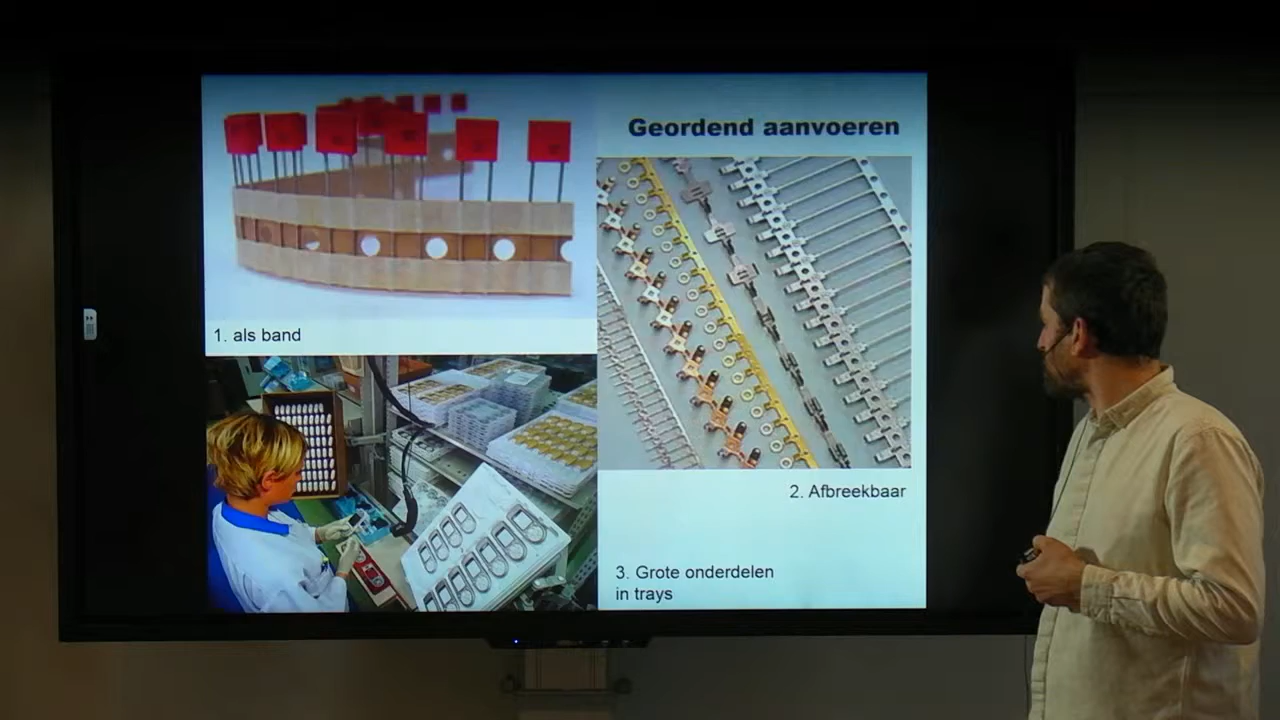 Geordend aanvoeren
1. als band
2. Afbreekbaar
3. Grote onderdelen
in trays